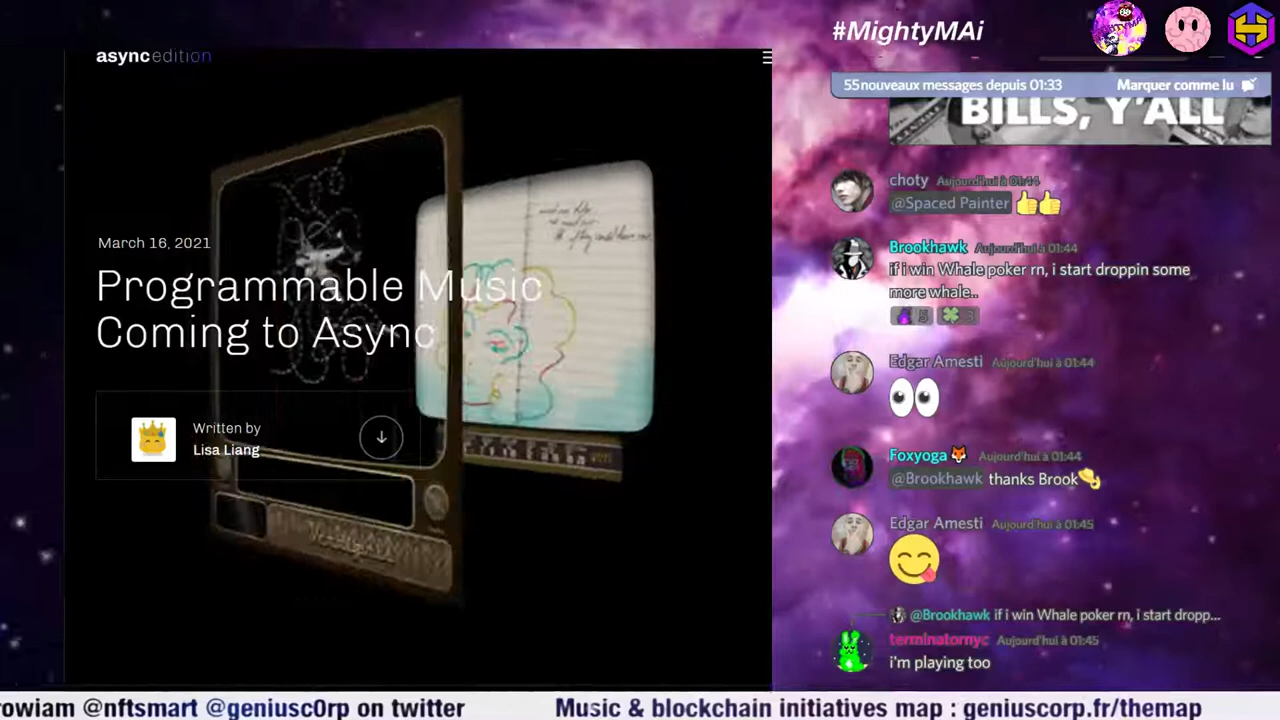 async edition
March 16, 2021
Programmable Music
Coming to Async
Written by
Lisa Liang
#MightyMAi
55 nouveaux messages depuis 01:33
Marquer comme lu
BILLS, Y'ALL
choty Aujourd'hui à 01:44
@Spaced Painter 👍👍
Brookhawk Aujourd'hui à 01:44
if i win Whale poker rn, i start droppin some
more whale..
5 3
Edgar Amesti Aujourd'hui à 01:44
Foxyoga🦊 Aujourd'hui à 01:44
@Brookhawk thanks Brook
Edgar Amesti Aujourd'hui à 01:45
@Brookhawk if i win Whale poker rn, i start dropp...
terminatornyc Aujourd'hui à 01:45
i'm playing too
rowiam @nftsmart @geniusc0rp on twitter
Music & blockchain initiatives map : geniuscorp.fr/themap